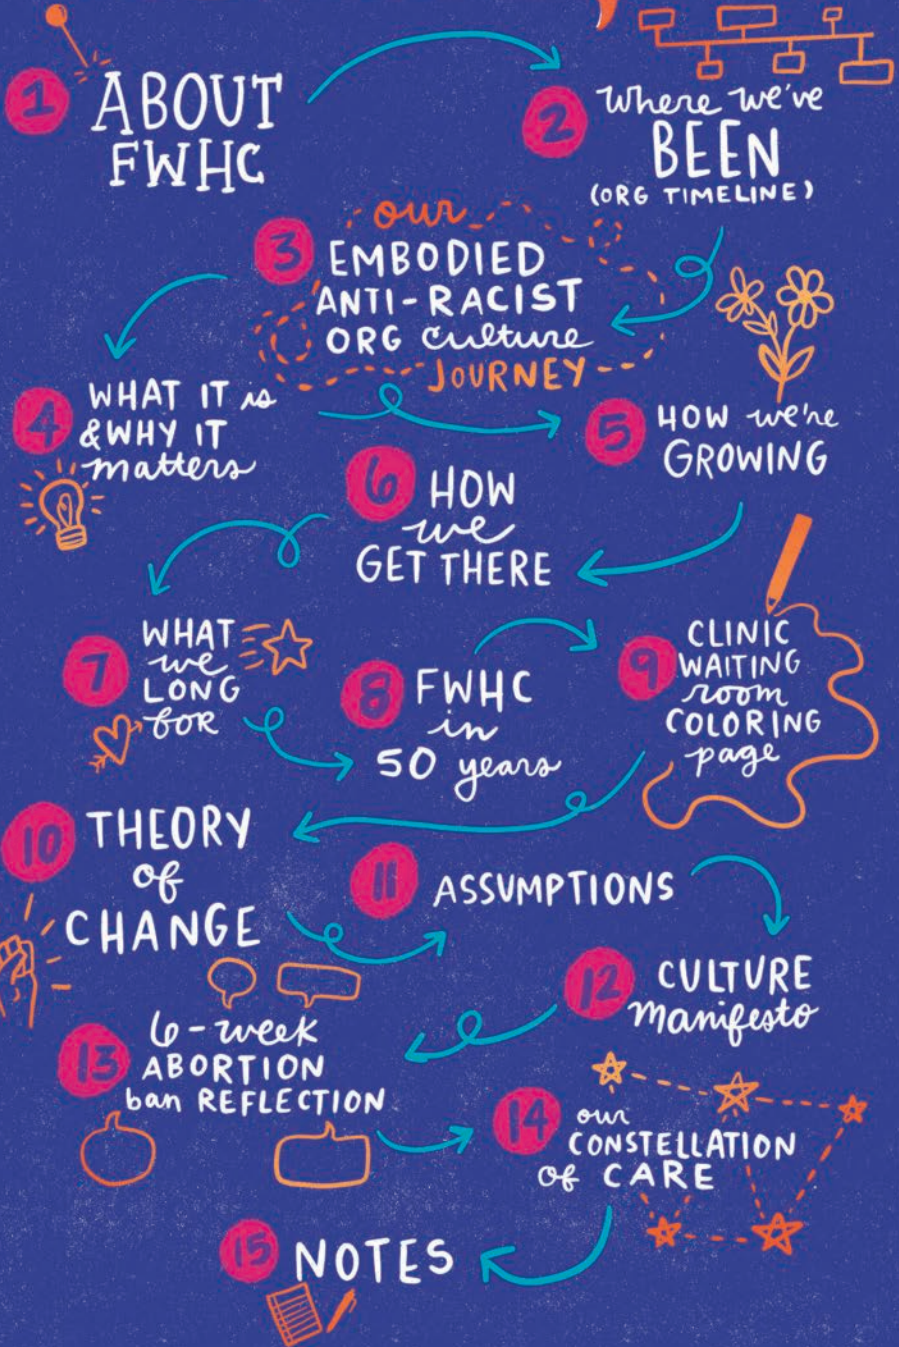 1 ABOUT
FWHC
2 Where we've
BEEN
(ORG TIMELINE)
3 our
EMBODIED
ANTI-RACIST
ORG Culture
JOURNEY
4 WHAT IT is
&WHY IT
matters
5 HOW we're
GROWING
6 HOW
we
GET THERE
7 WHAT
we
LONG
FOR
8 FWHC
in
50 years
9 CLINIC
WAITING
room
COLORING
page
10 THEORY
of
CHANGE
11 ASSUMPTIONS
12 CULTURE
Manifesto
13 6-week
ABORTION
ban REFLECTION
14 our
CONSTELLATION
of CARE
15 NOTES